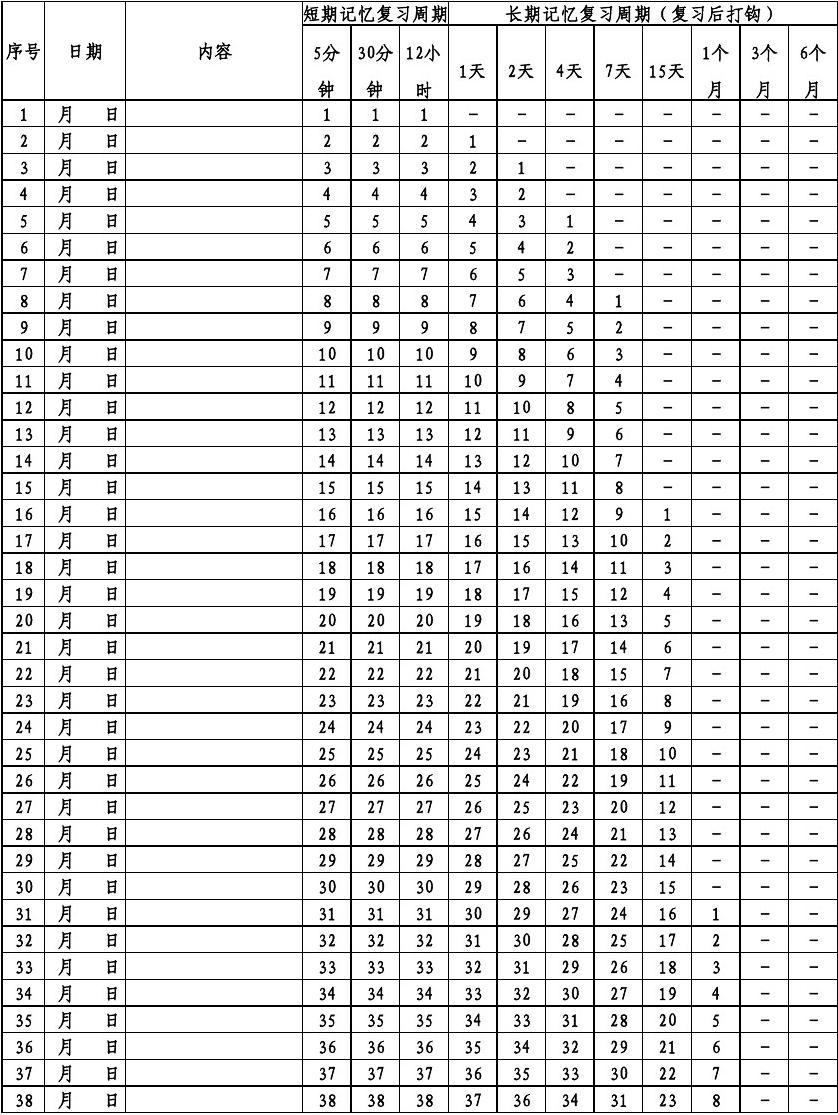 短期记忆复习周期 长期记忆复习周期(复习后打钩)
序号 日期 内容 5分钟 30分钟 12小时 1天 2天 4天 7天 15天 1个月 3个月 6个月
1 月 日 1 1 1 - - - - - - - -
2 月 日 2 2 2 1 - - - - - - -
3 月 日 3 3 3 2 1 - - - - - -
4 月 日 4 4 4 3 2 - - - - - -
5 月 日 5 5 5 4 3 1 - - - - -
6 月 日 6 6 6 5 4 2 - - - - -
7 月 日 7 7 7 6 5 3 - - - - -
8 月 日 8 8 8 7 6 4 1 - - - -
9 月 日 9 9 9 8 7 5 2 - - - -
10 月 日 10 10 10 9 8 6 3 - - - -
11 月 日 11 11 11 10 9 7 4 - - - -
12 月 日 12 12 12 11 10 8 5 - - - -
13 月 日 13 13 13 12 11 9 6 - - - -
14 月 日 14 14 14 13 12 10 7 - - - -
15 月 日 15 15 15 14 13 11 8 - - - -
16 月 日 16 16 16 15 14 12 9 1 - - -
17 月 日 17 17 17 16 15 13 10 2 - - -
18 月 日 18 18 18 17 16 14 11 3 - - -
19 月 日 19 19 19 18 17 15 12 4 - - -
20 月 日 20 20 20 19 18 16 13 5 - - -
21 月 日 21 21 21 20 19 17 14 6 - - -
22 月 日 22 22 22 21 20 18 15 7 - - -
23 月 日 23 23 23 22 21 19 16 8 - - -
24 月 日 24 24 24 23 22 20 17 9 - - -
25 月 日 25 25 25 24 23 21 18 10 - - -
26 月 日 26 26 26 25 24 22 19 11 - - -
27 月 日 27 27 27 26 25 23 20 12 - - -
28 月 日 28 28 28 27 26 24 21 13 - - -
29 月 日 29 29 29 28 27 25 22 14 - - -
30 月 日 30 30 30 29 28 26 23 15 - - -
31 月 日 31 31 31 30 29 27 24 16 1 - -
32 月 日 32 32 32 31 30 28 25 17 2 - -
33 月 日 33 33 33 32 31 29 26 18 3 - -
34 月 日 34 34 34 33 32 30 27 19 4 - -
35 月 日 35 35 35 34 33 31 28 20 5 - -
36 月 日 36 36 36 35 34 32 29 21 6 - -
37 月 日 37 37 37 36 35 33 30 22 7 - -
38 月 日 38 38 38 37 36 34 31 23 8 - -